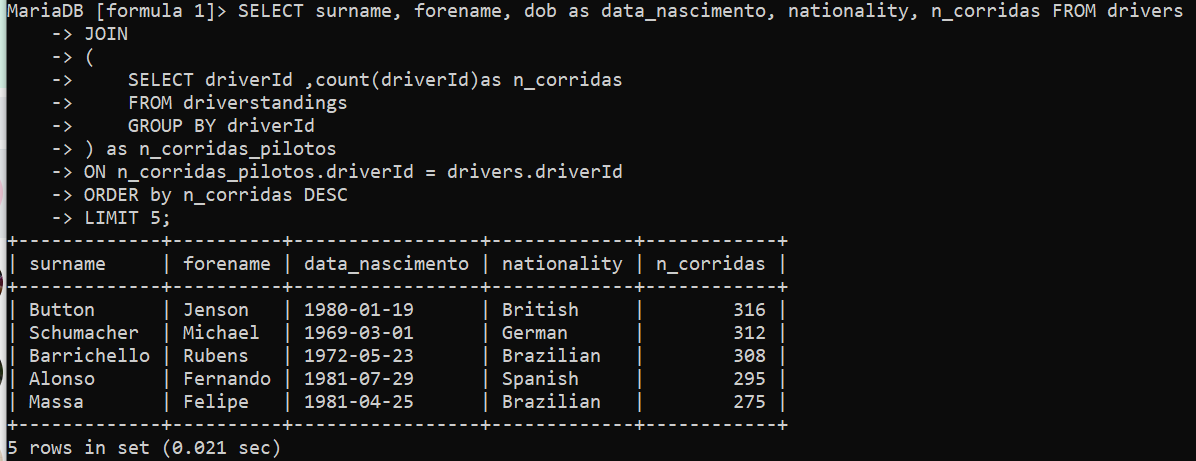 MariaDB [formula 1]> SELECT surname, forename, dob as data_nascimento, nationality, n_corridas FROM drivers
    -> JOIN
    -> (
    ->     SELECT driverId ,count(driverId)as n_corridas
    ->     FROM driverstandings
    ->     GROUP BY driverId
    -> ) as n_corridas_pilotos
    -> ON n_corridas_pilotos.driverId = drivers.driverId
    -> ORDER by n_corridas DESC
    -> LIMIT 5;
+-------------+----------+-----------------+-------------+------------+
| surname     | forename | data_nascimento | nationality | n_corridas |
+-------------+----------+-----------------+-------------+------------+
| Button      | Jenson   | 1980-01-19      | British     |        316 |
| Schumacher  | Michael  | 1969-03-01      | German      |        312 |
| Barrichello | Rubens   | 1972-05-23      | Brazilian   |        308 |
| Alonso      | Fernando | 1981-07-29      | Spanish     |        295 |
| Massa       | Felipe   | 1981-04-25      | Brazilian   |        275 |
+-------------+----------+-----------------+-------------+------------+
5 rows in set (0.021 sec)